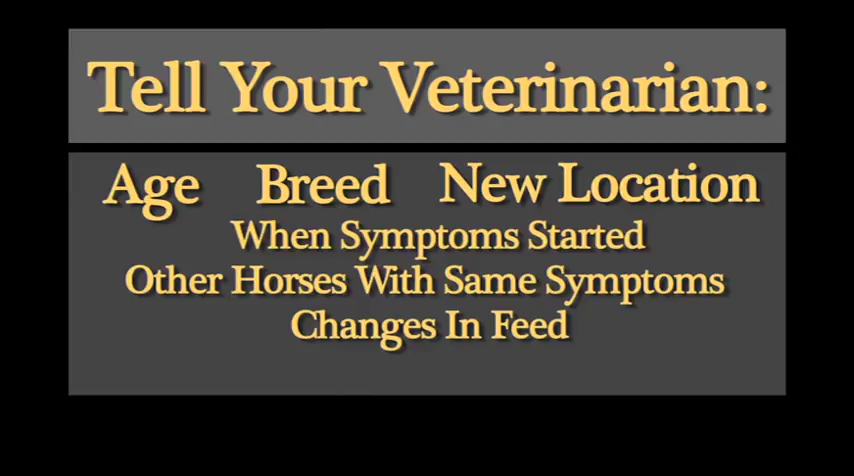 Tell Your Veterinarian:
Age Breed New Location
When Symptoms Started
Other Horses With Same Symptoms
Changes In Feed